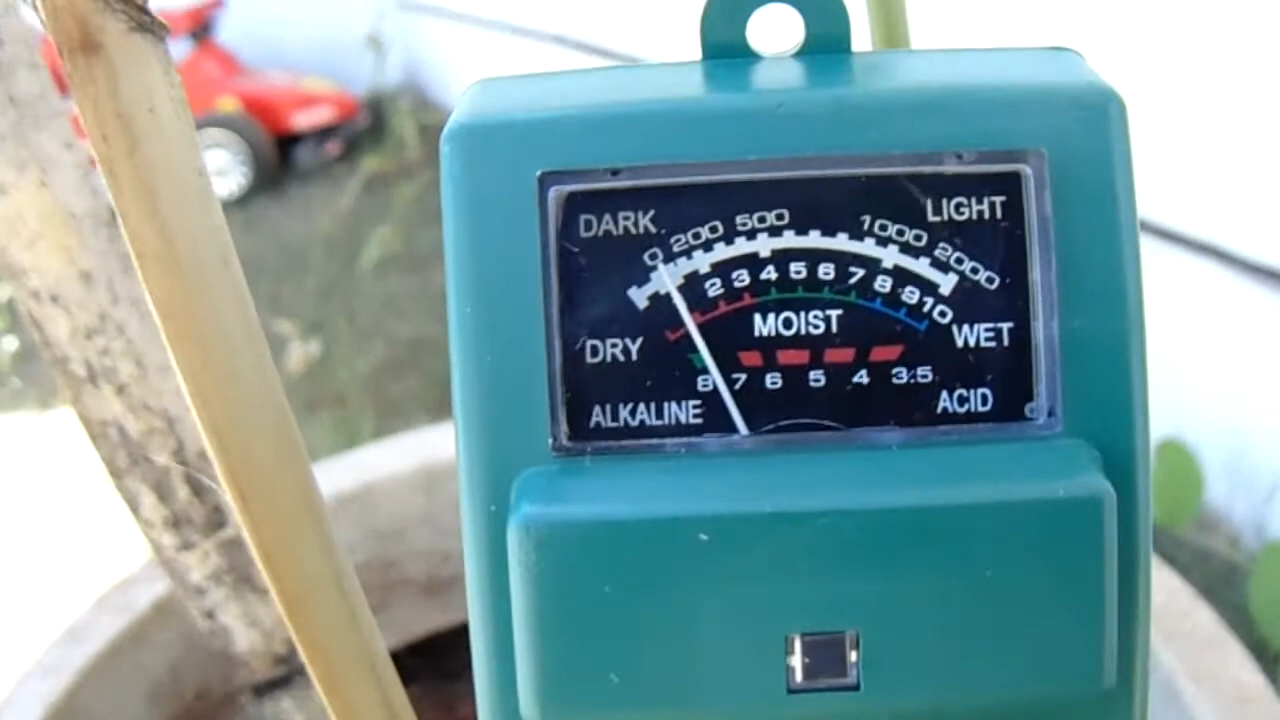 DARK LIGHT
0 200 500 1000 2000
2 3 4 5 6 7 8 9 10
DRY MOIST WET
8 7 6 5 4 3.5
ALKALINE ACID